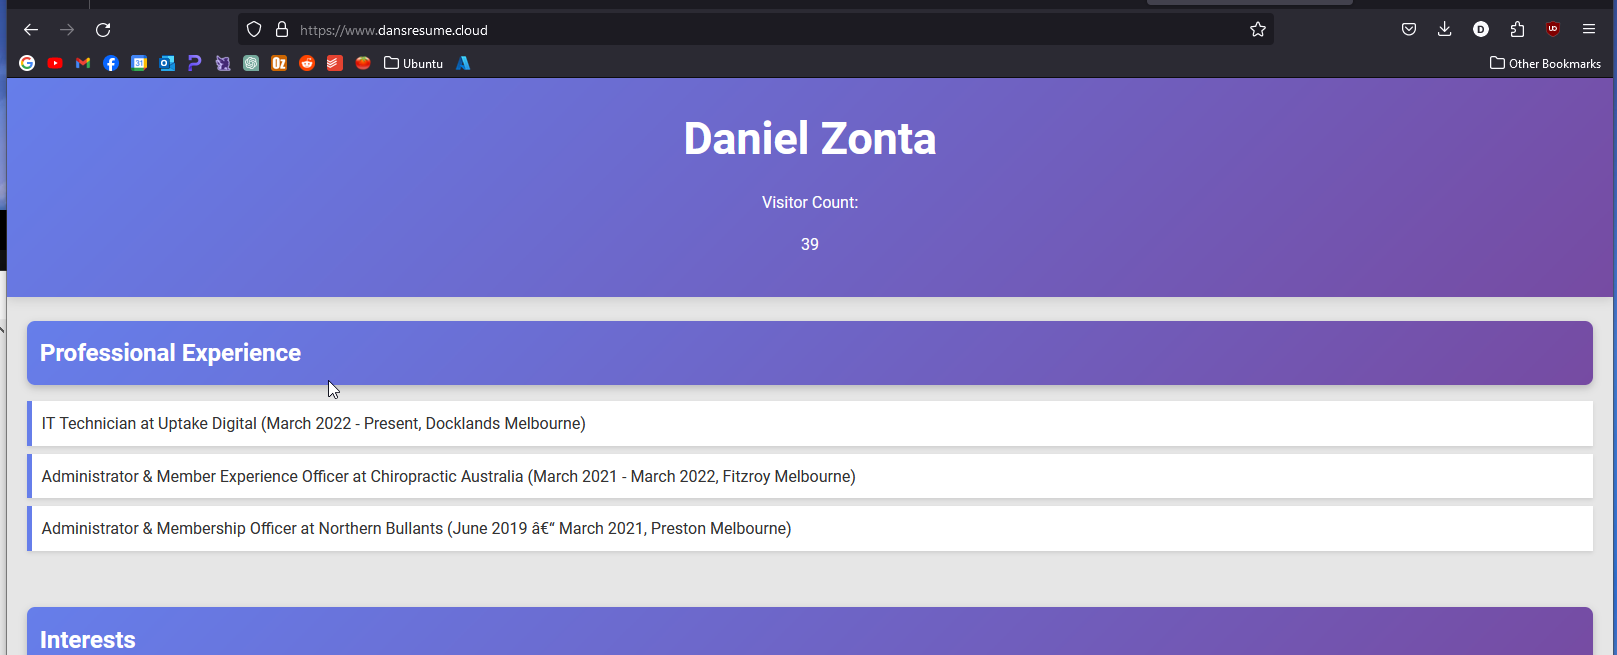 https://www.dansresume.cloud
Ubuntu
Other Bookmarks
Daniel Zonta
Visitor Count:
39
Professional Experience
IT Technician at Uptake Digital (March 2022 - Present, Docklands Melbourne)
Administrator & Member Experience Officer at Chiropractic Australia (March 2021 - March 2022, Fitzroy Melbourne)
Administrator & Membership Officer at Northern Bullants (June 2019 â€“ March 2021, Preston Melbourne)
Interests